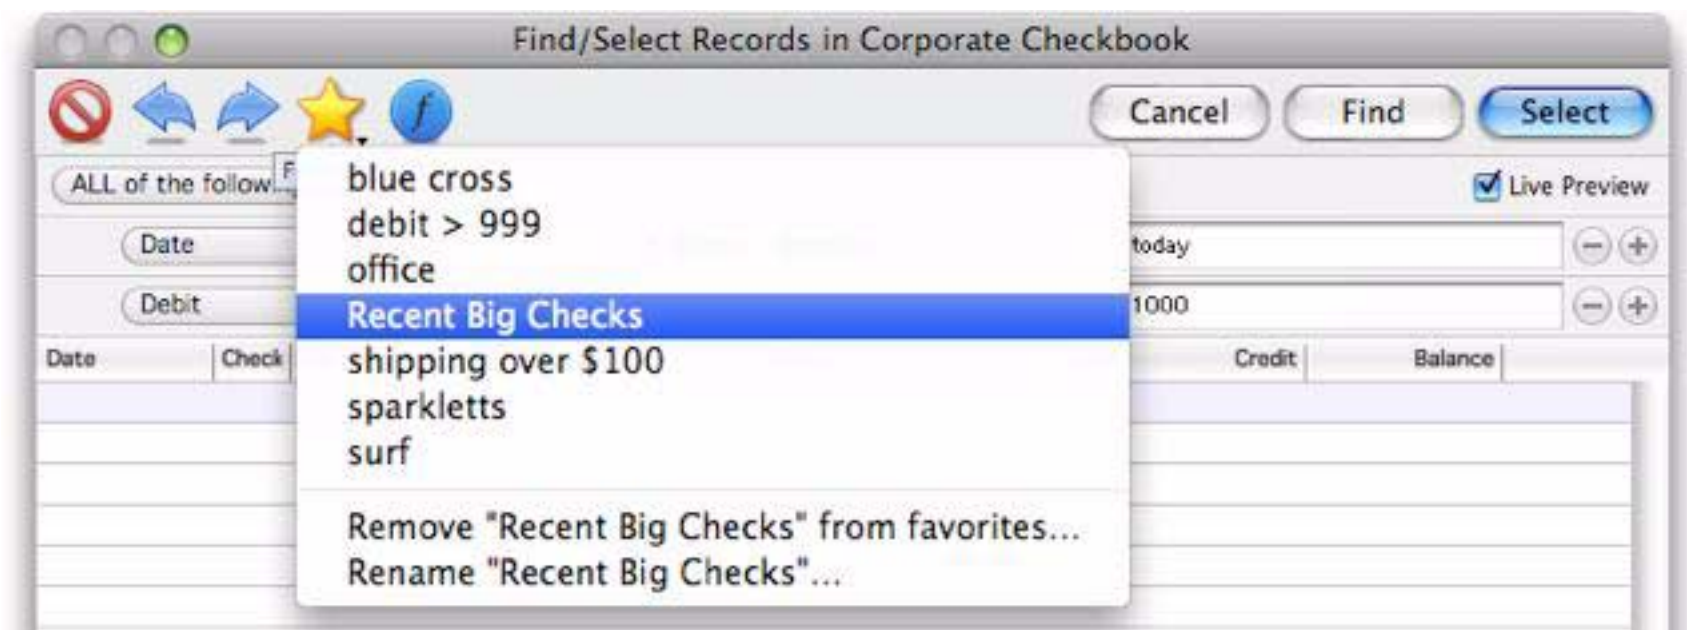 Find/Select Records in Corporate Checkbook
f
Cancel Find Select
ALL of the follow
Live Preview
Date today
Debit 1000
Date Check Credit Balance
blue cross
debit > 999
office
Recent Big Checks
shipping over $100
sparkletts
surf
Remove "Recent Big Checks" from favorites...
Rename "Recent Big Checks"...